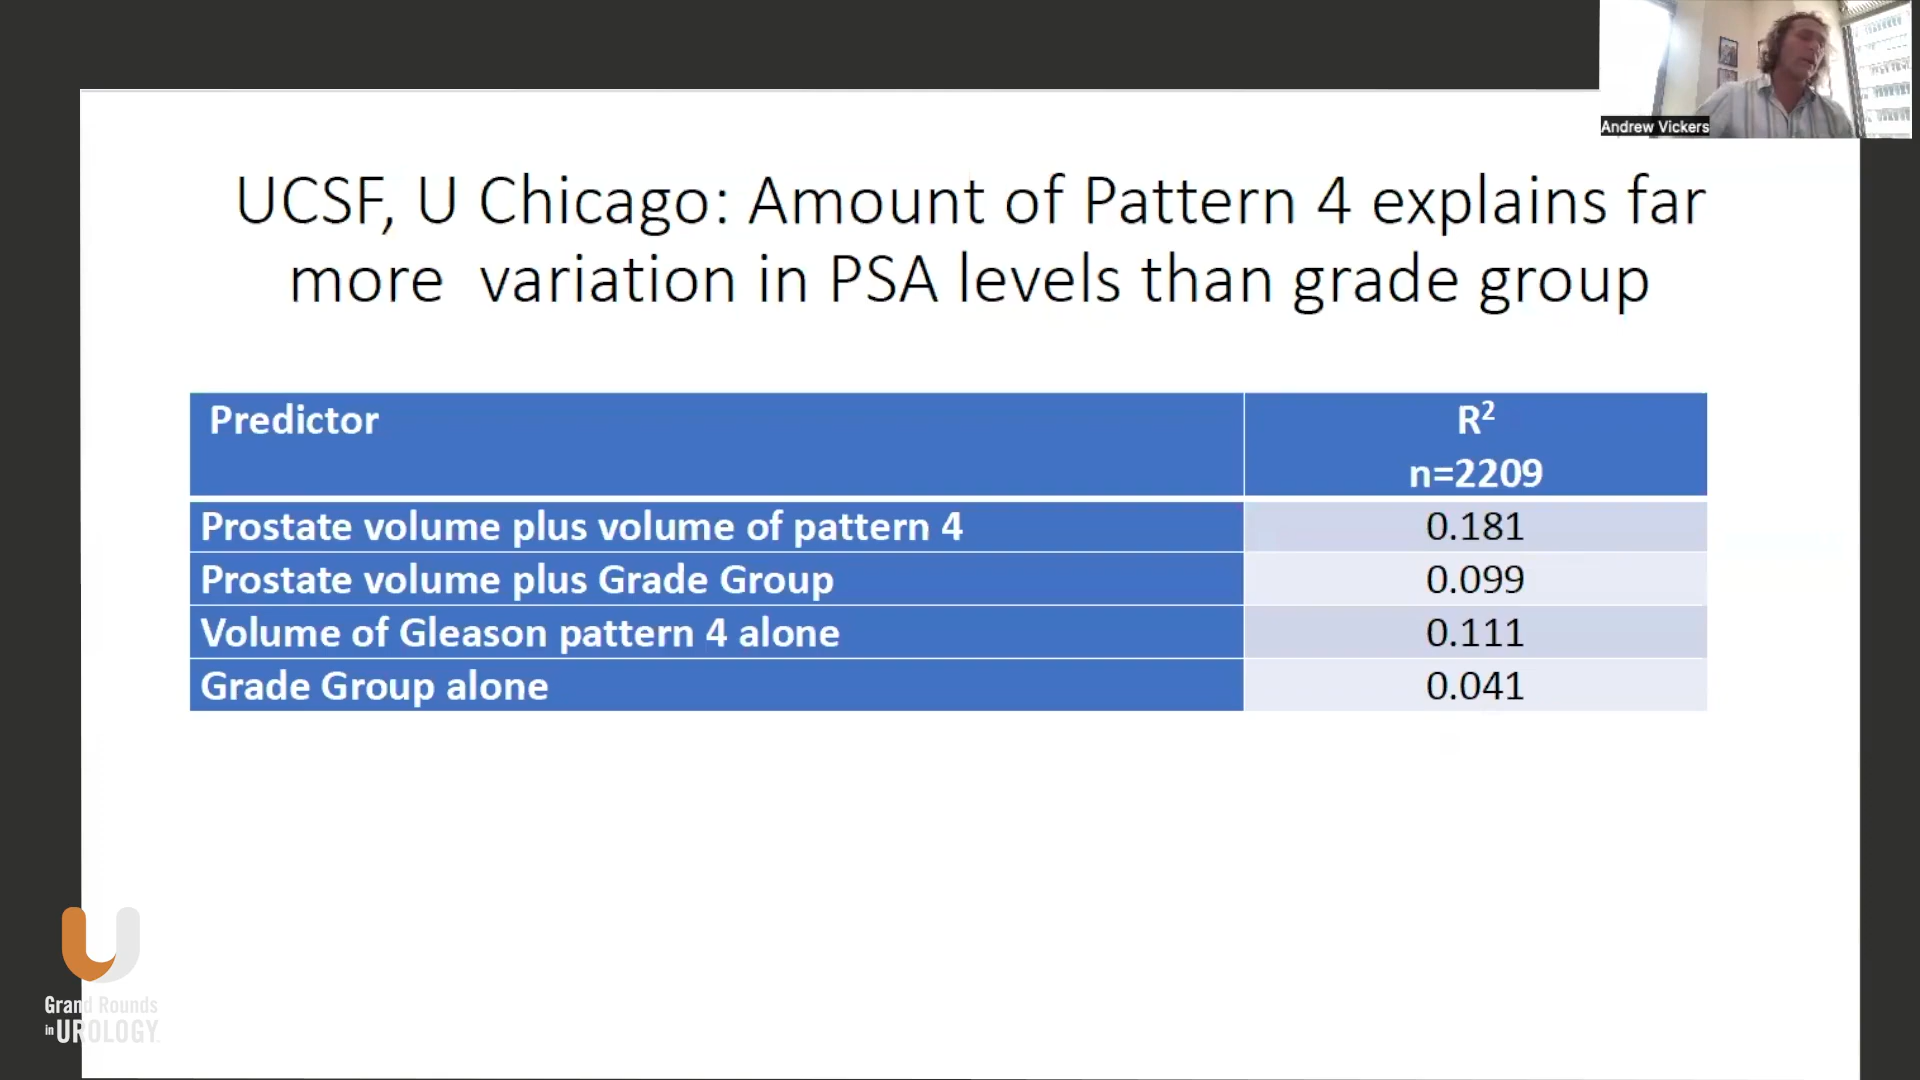 Andrew Vickers
UCSF, U Chicago: Amount of Pattern 4 explains far
more variation in PSA levels than grade group
Predictor
R²
n=2209
Prostate volume plus volume of pattern 4
0.181
Prostate volume plus Grade Group
0.099
Volume of Gleason pattern 4 alone
0.111
Grade Group alone
0.041
Grand Rounds
in UROLOGY